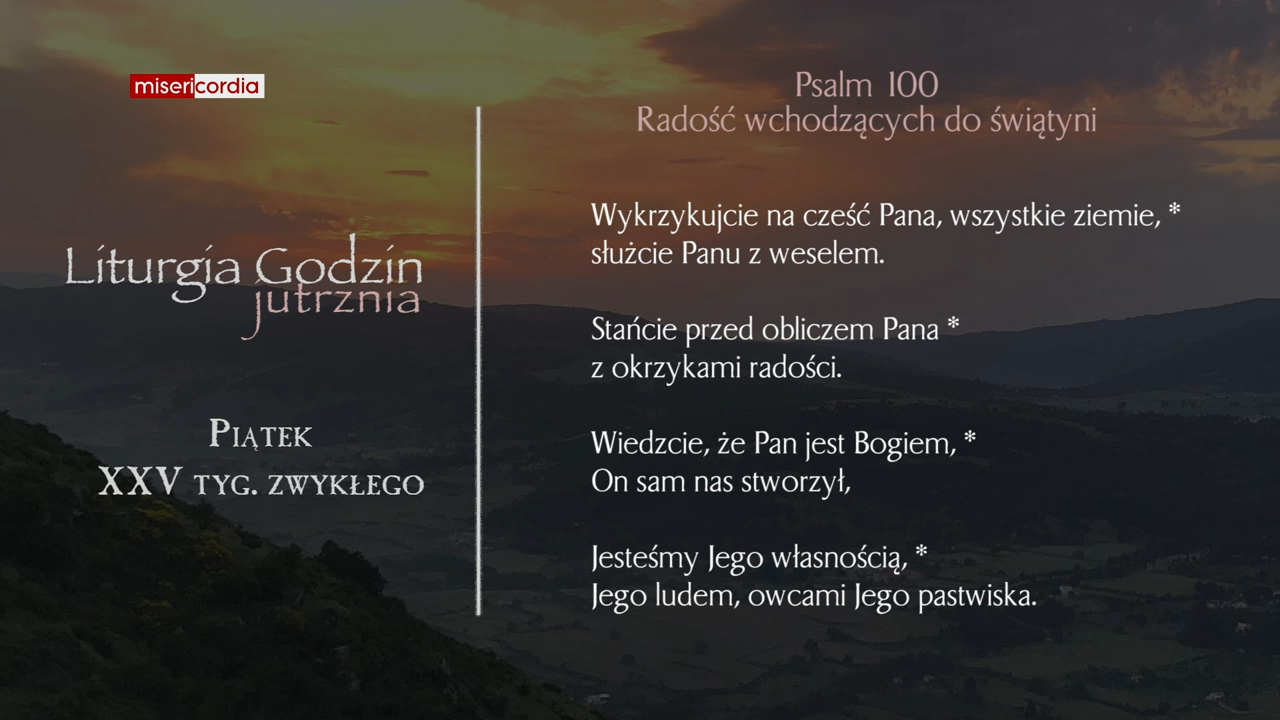 misericordia
Liturgia Godzin
jutrznia
Piątek
XXV tyg. zwykłego
Psalm 100
Radość wchodzących do świątyni
Wykrzykujcie na cześć Pana, wszystkie ziemie, *
służcie Panu z weselem.
Stańcie przed obliczem Pana *
z okrzykami radości.
Wiedzcie, że Pan jest Bogiem, *
On sam nas stworzył,
Jesteśmy Jego własnością, *
Jego ludem, owcami Jego pastwiska.